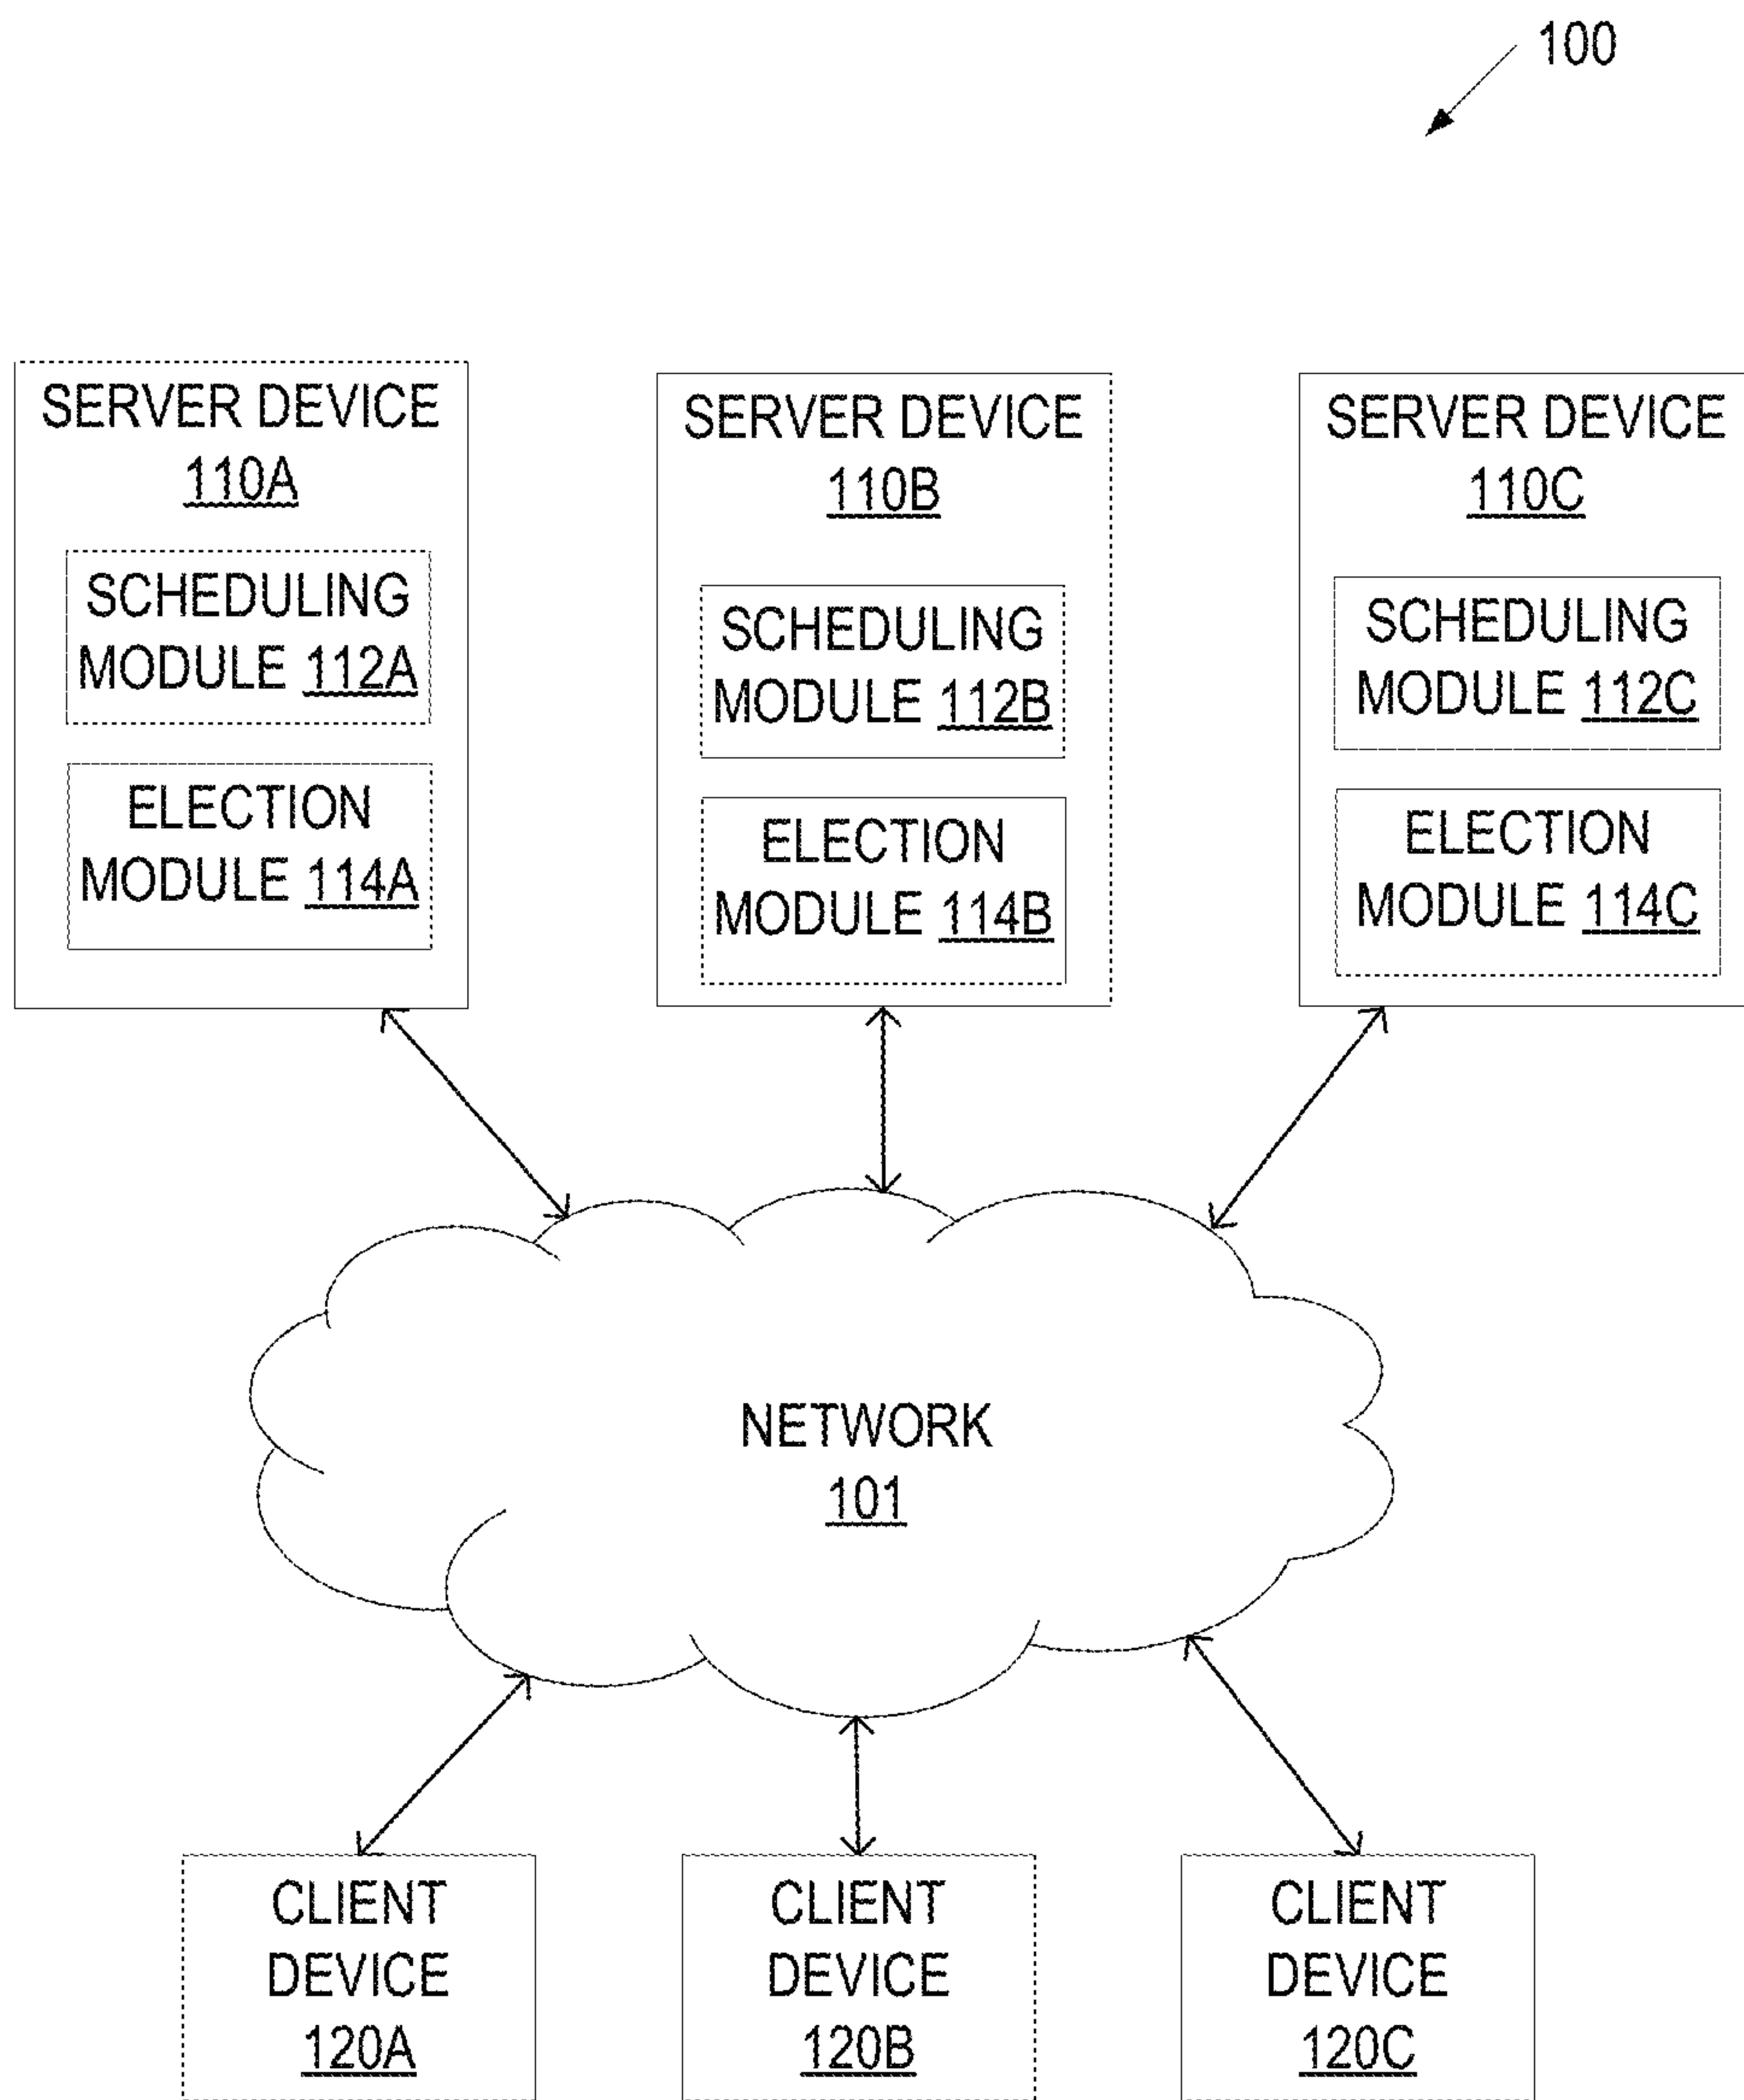 100
SERVER DEVICE
110A
SCHEDULING
MODULE 112A
ELECTION
MODULE 114A
SERVER DEVICE
110B
SCHEDULING
MODULE 112B
ELECTION
MODULE 114B
SERVER DEVICE
110C
SCHEDULING
MODULE 112C
ELECTION
MODULE 114C
NETWORK
101
CLIENT
DEVICE
120A
CLIENT
DEVICE
120B
CLIENT
DEVICE
120C